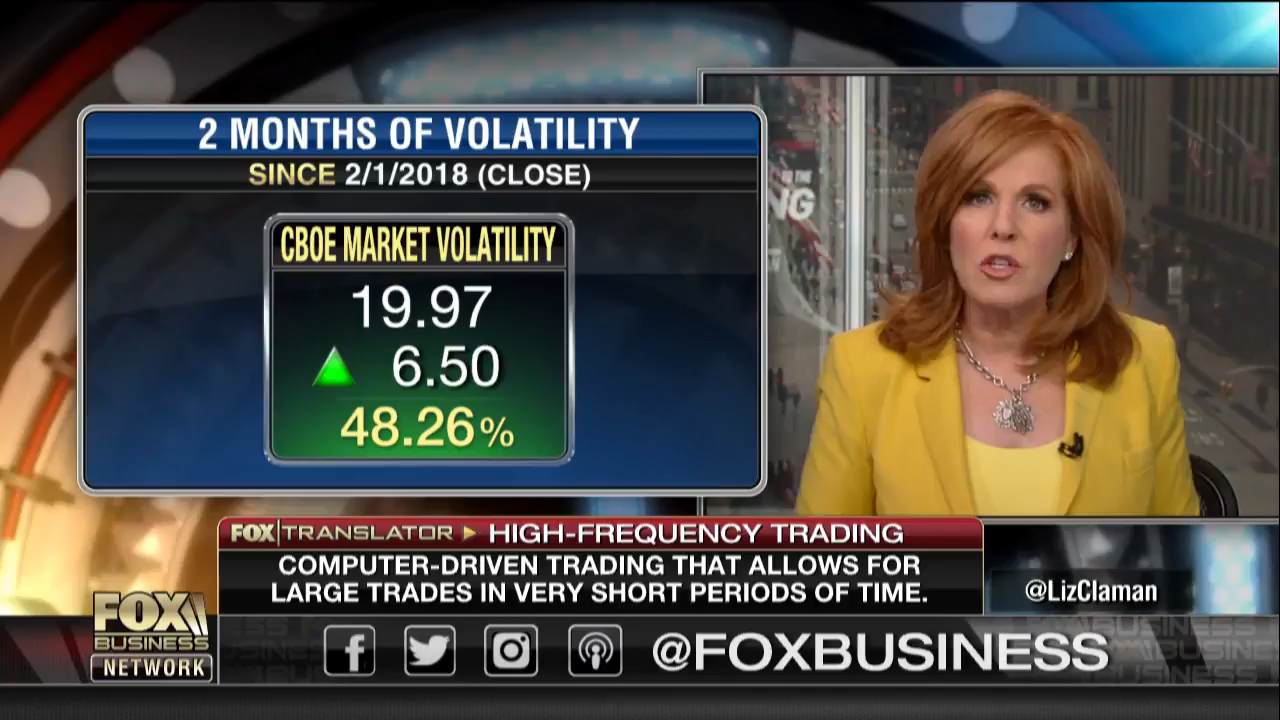 2 MONTHS OF VOLATILITY
SINCE 2/1/2018 (CLOSE)
CBOE MARKET VOLATILITY
19.97
6.50
48.26%
THE
NG
FOX TRANSLATOR HIGH-FREQUENCY TRADING
COMPUTER-DRIVEN TRADING THAT ALLOWS FOR
LARGE TRADES IN VERY SHORT PERIODS OF TIME.
@LizClaman
FOX
BUSINESS
NETWORK
@FOXBUSINESS